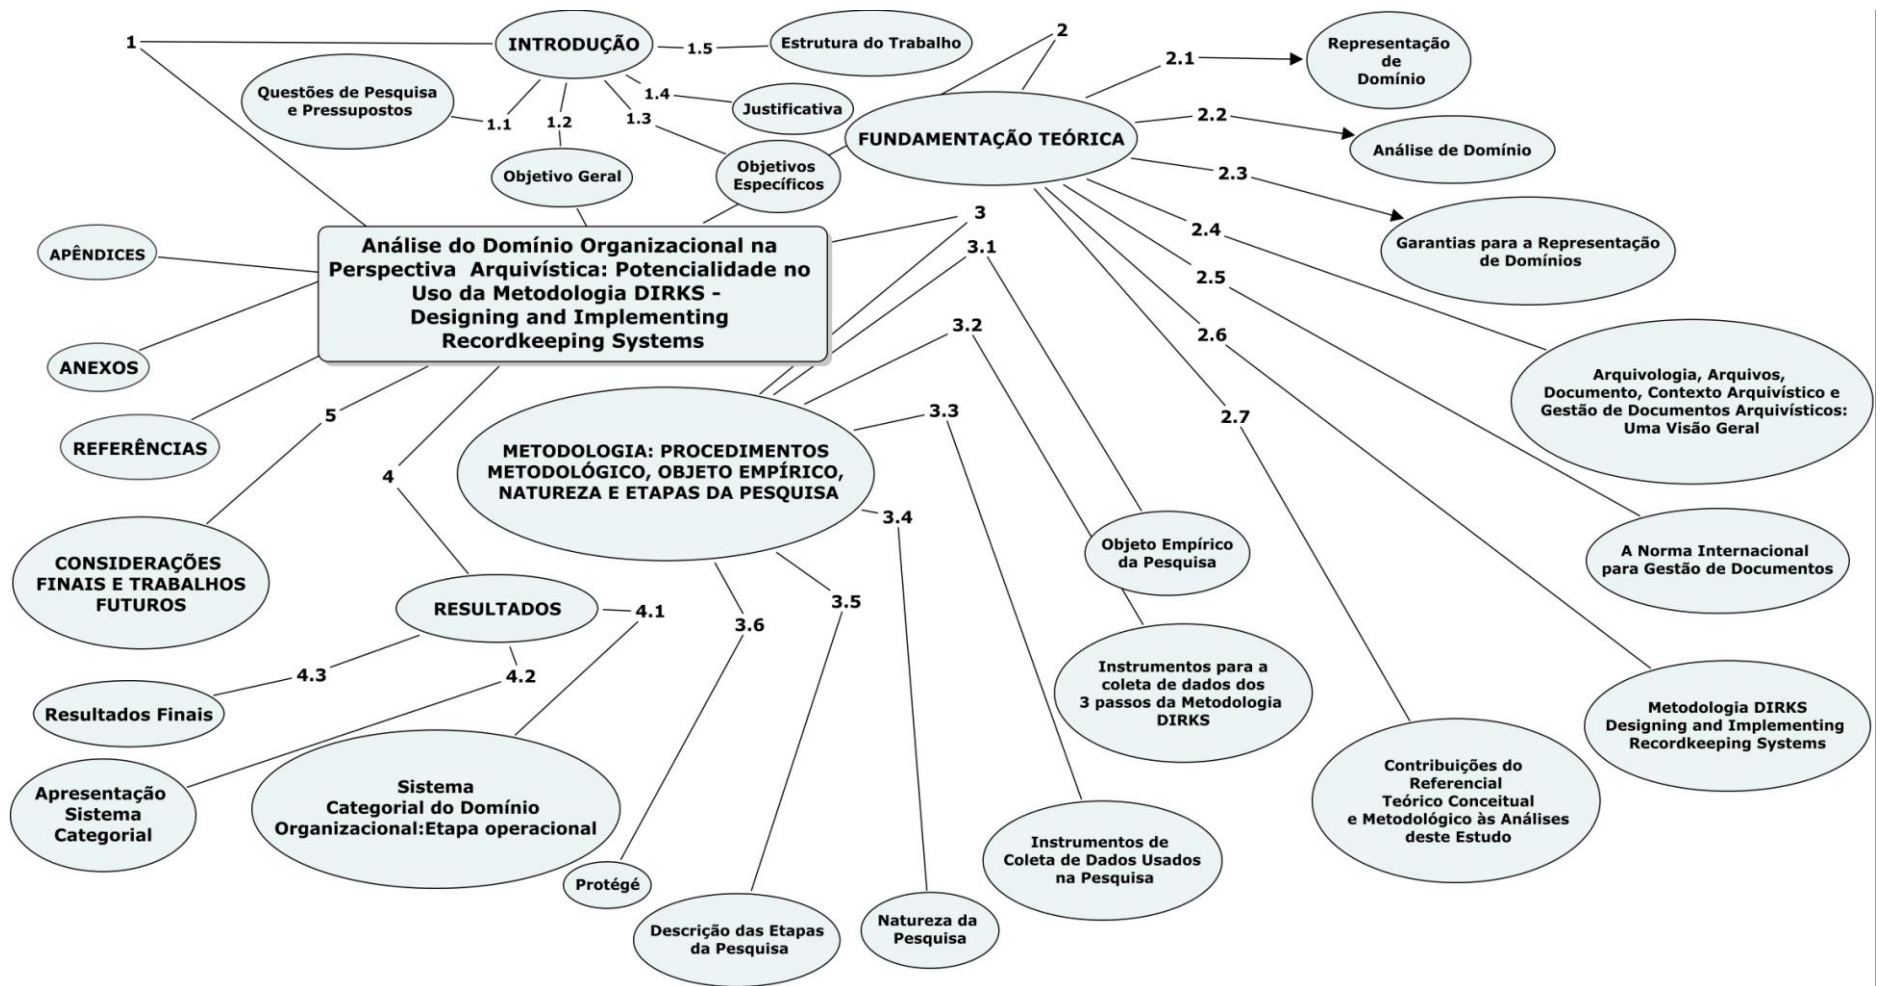 1
INTRODUÇÃO
1.5
Estrutura do Trabalho
2
2.1
Representação
de
Domínio
Questões de Pesquisa
e Pressupostos
1.1
1.2
1.3
1.4
Justificativa
Objetivo Geral
Objetivos
Específicos
FUNDAMENTAÇÃO TEÓRICA
2.2
Análise de Domínio
2.3
Garantias para a Representação
de Domínios
2.4
Arquivologia, Arquivos,
Documento, Contexto Arquivístico e
Gestão de Documentos Arquivísticos:
Uma Visão Geral
2.5
A Norma Internacional
para Gestão de Documentos
2.6
Metodologia DIRKS
Designing and Implementing
Recordkeeping Systems
2.7
Contribuições do
Referencial
Teórico Conceitual
e Metodológico às Análises
deste Estudo
Análise do Domínio Organizacional na
Perspectiva Arquivística: Potencialidade no
Uso da Metodologia DIRKS -
Designing and Implementing
Recordkeeping Systems
APÊNDICES
ANEXOS
REFERÊNCIAS
5
CONSIDERAÇÕES
FINAIS E TRABALHOS
FUTUROS
3
METODOLOGIA: PROCEDIMENTOS
METODOLÓGICO, OBJETO EMPÍRICO,
NATUREZA E ETAPAS DA PESQUISA
3.1
Objeto Empírico
da Pesquisa
3.2
Instrumentos para a
coleta de dados dos
3 passos da Metodologia
DIRKS
3.3
Instrumentos de
Coleta de Dados Usados
na Pesquisa
3.4
Natureza da
Pesquisa
3.5
Descrição das Etapas
da Pesquisa
3.6
Protégé
4
RESULTADOS
4.1
Sistema
Categorial do Domínio
Organizacional:Etapa operacional
4.2
Apresentação
Sistema
Categorial
4.3
Resultados Finais